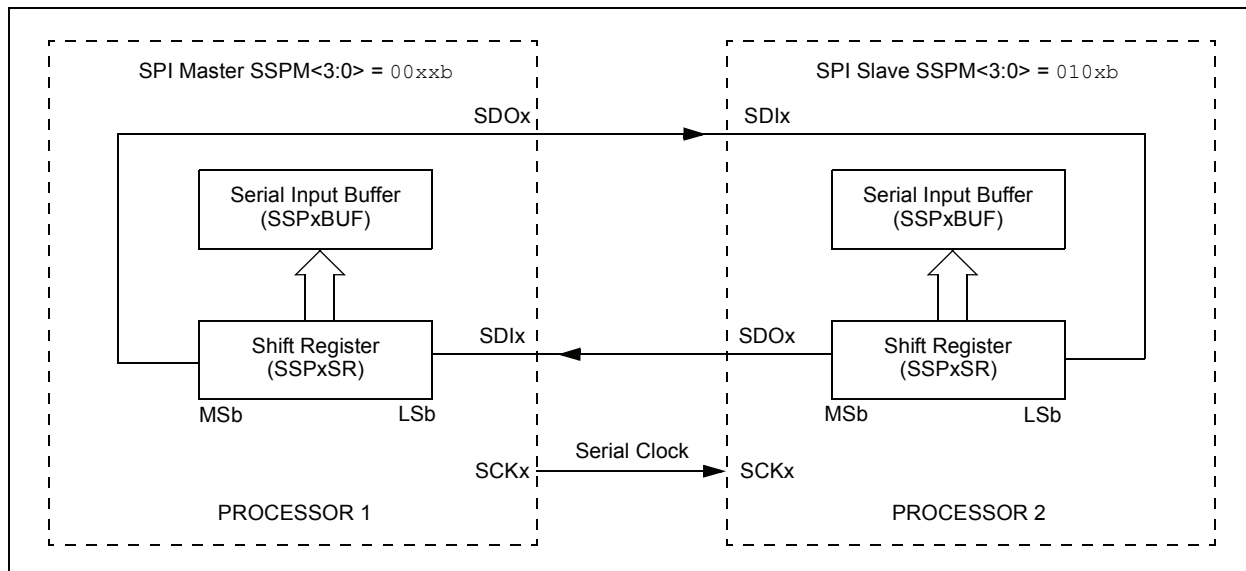 SPI Master SSPM<3:0> = 00xxb
SDOx
Serial Input Buffer
(SSPxBUF)
Shift Register
(SSPxSR)
MSb
LSb
SDIx
SCKx
PROCESSOR 1
Serial Clock
SPI Slave SSPM<3:0> = 010xb
SDIx
Serial Input Buffer
(SSPxBUF)
SDOx
Shift Register
(SSPxSR)
MSb
LSb
SCKx
PROCESSOR 2